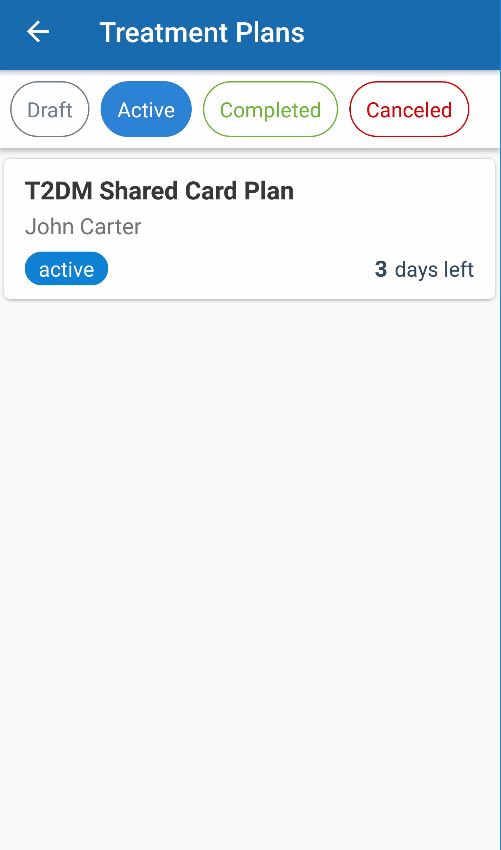 Treatment Plans
Draft Active Completed Canceled
T2DM Shared Card Plan
John Carter
active 3 days left